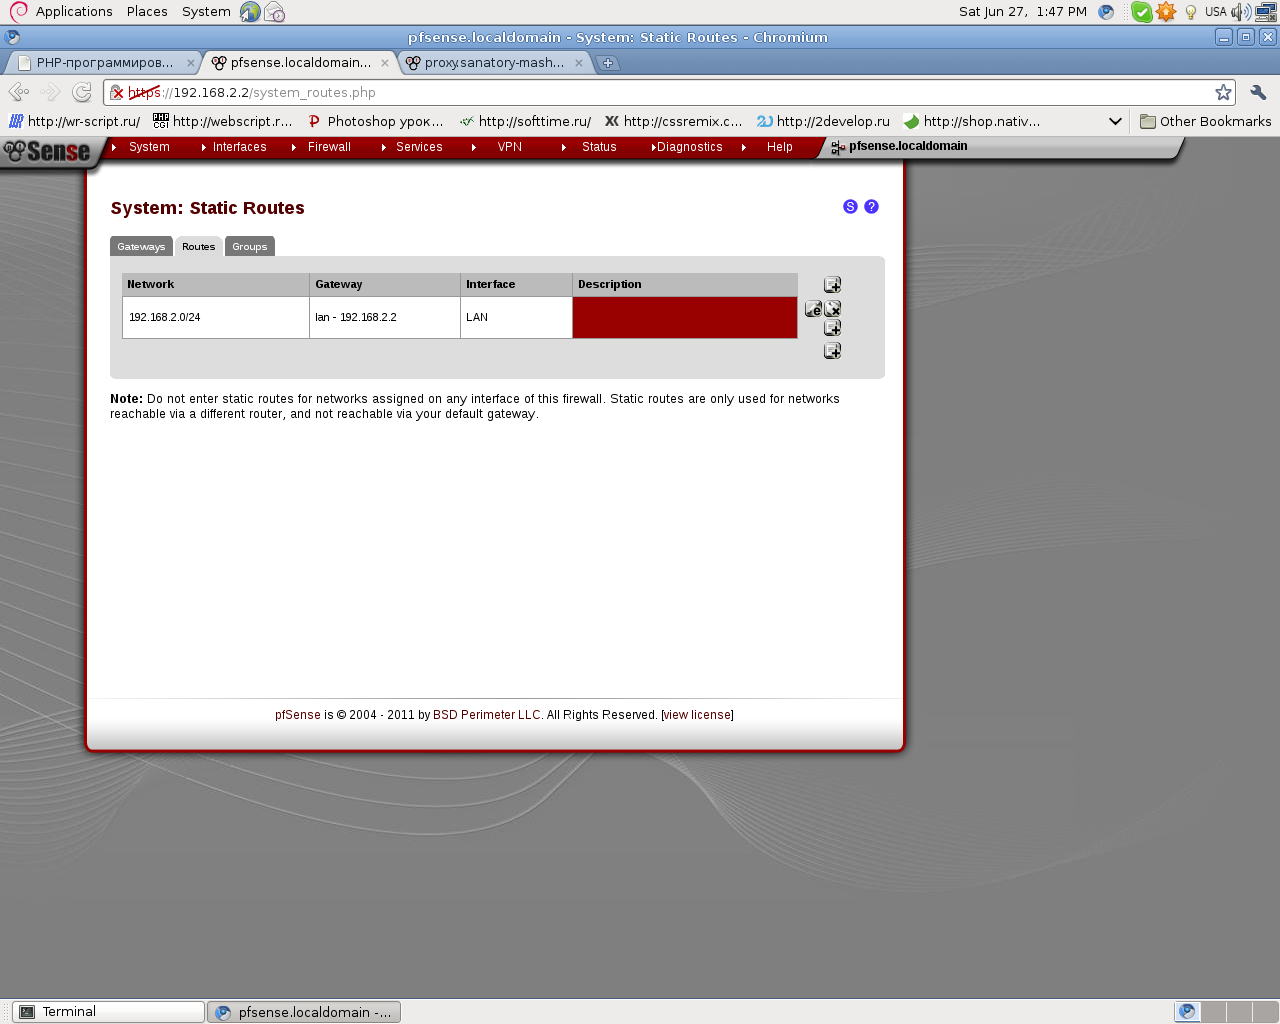 Applications Places System Sat Jun 27, 1:47 PM USA
pfsense.localdomain - System: Static Routes - Chromium
PHP-программиров... pfsense.localdomain... proxy.sanatory-mash...
https://192.168.2.2/system_routes.php
http://wr-script.ru/ PHP CGI http://webscript.r... Photoshop урок... http://softtime.ru/ http://cssremix.c... 2U http://2develop.ru http://shop.nativ... Other Bookmarks
Sense System Interfaces Firewall Services VPN Status Diagnostics Help pfsense.localdomain
System: Static Routes S ?
Gateways Routes Groups
Network Gateway Interface Description
192.168.2.0/24 lan - 192.168.2.2 LAN e
Note: Do not enter static routes for networks assigned on any interface of this firewall. Static routes are only used for networks
reachable via a different router, and not reachable via your default gateway.
pfSense is © 2004 - 2011 by BSD Perimeter LLC. All Rights Reserved. [view license]
Terminal pfsense.localdomain -...